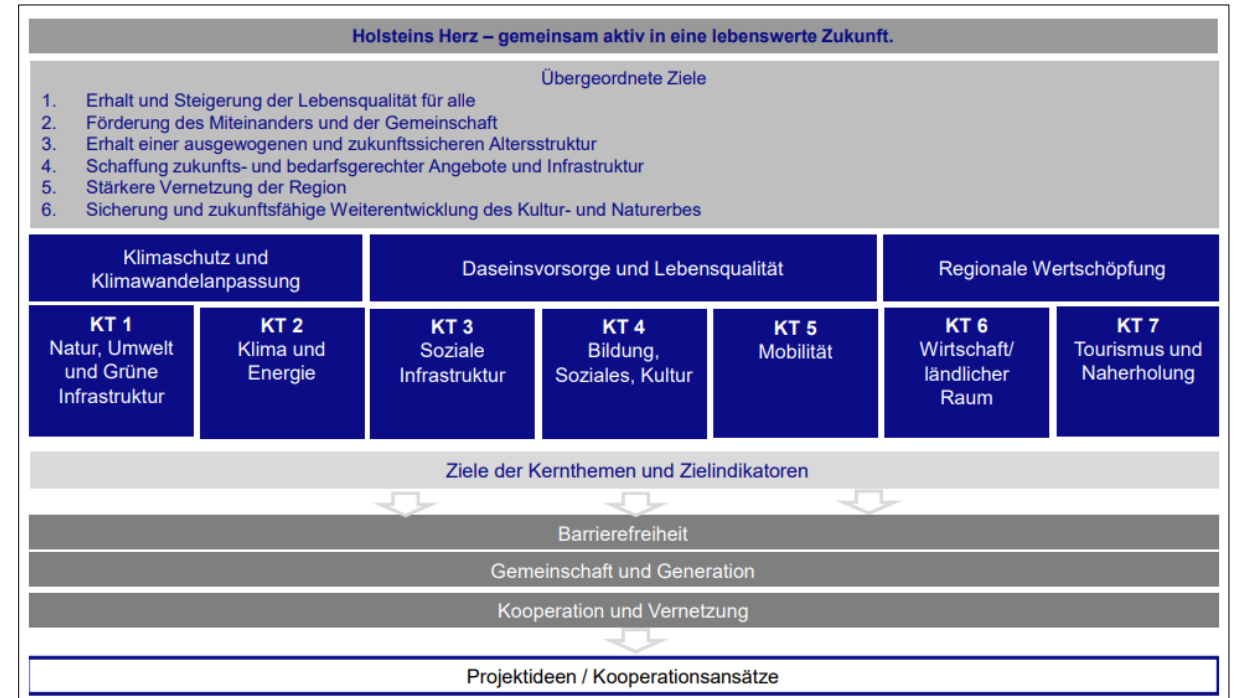 Holsteins Herz – gemeinsam aktiv in eine lebenswerte Zukunft.
Übergeordnete Ziele
1. Erhalt und Steigerung der Lebensqualität für alle
2. Förderung des Miteinanders und der Gemeinschaft
3. Erhalt einer ausgewogenen und zukunftssicheren Altersstruktur
4. Schaffung zukunfts- und bedarfsgerechter Angebote und Infrastruktur
5. Stärkere Vernetzung der Region
6. Sicherung und zukunftsfähige Weiterentwicklung des Kultur- und Naturerbes
Klimaschutz und
Klimawandelanpassung
Daseinsvorsorge und Lebensqualität
Regionale Wertschöpfung
KT 1
Natur, Umwelt
und Grüne
Infrastruktur
KT 2
Klima und
Energie
KT 3
Soziale
Infrastruktur
KT 4
Bildung,
Soziales, Kultur
KT 5
Mobilität
KT 6
Wirtschaft/
ländlicher
Raum
KT 7
Tourismus und
Naherholung
Ziele der Kernthemen und Zielindikatoren
Barrierefreiheit
Gemeinschaft und Generation
Kooperation und Vernetzung
Projektideen / Kooperationsansätze